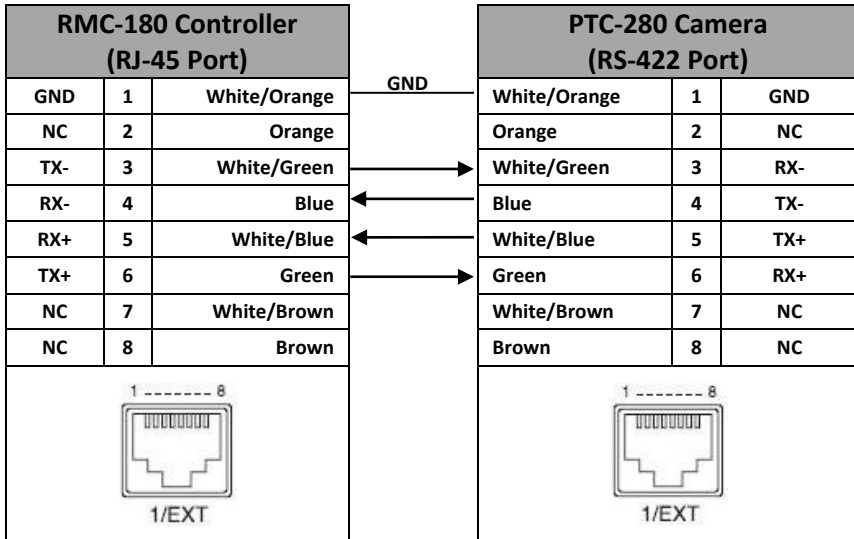 RMC-180 Controller
(RJ-45 Port)
PTC-280 Camera
(RS-422 Port)
GND 1 White/Orange GND White/Orange 1 GND
NC 2 Orange Orange 2 NC
TX- 3 White/Green White/Green 3 RX-
RX- 4 Blue Blue 4 TX-
RX+ 5 White/Blue White/Blue 5 TX+
TX+ 6 Green Green 6 RX+
NC 7 White/Brown White/Brown 7 NC
NC 8 Brown Brown 8 NC
1 ------- 8
1/EXT
1 ------- 8
1/EXT